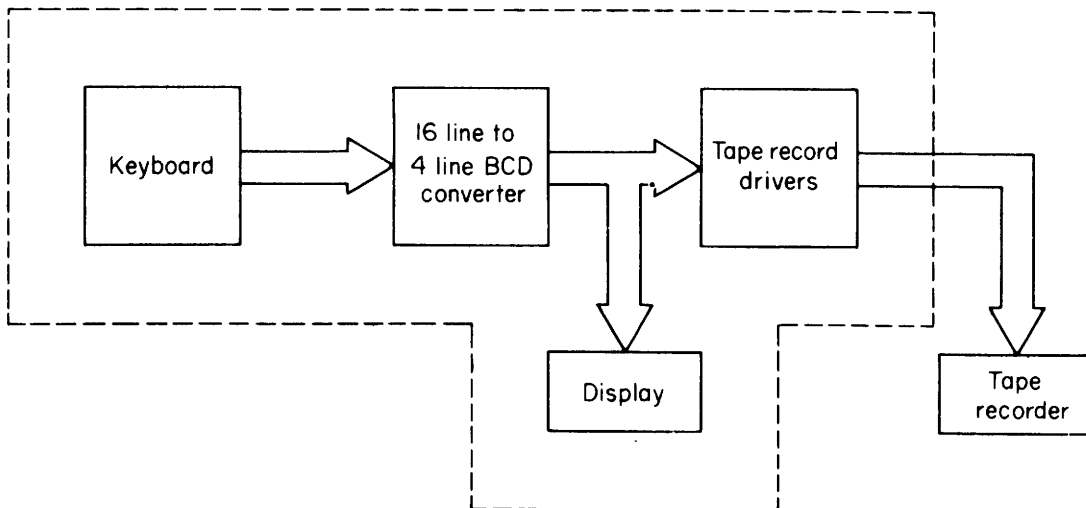 Keyboard
16 line to
4 line BCD
converter
Tape record
drivers
Display
Tape
recorder